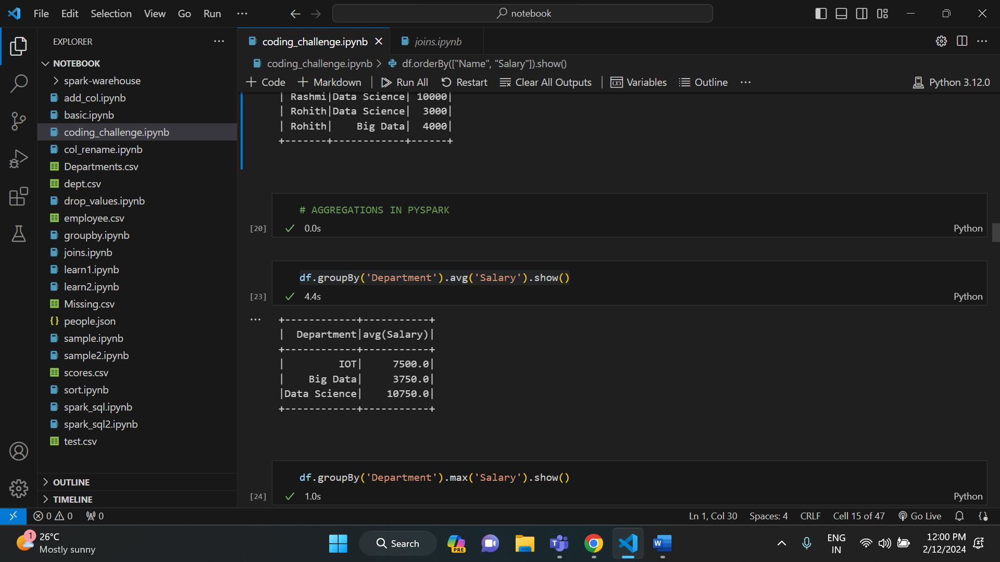 File Edit Selection View Go Run ··· notebook
EXPLORER ···
NOTEBOOK
spark-warehouse
add_col.ipynb
basic.ipynb
coding_challenge.ipynb
col_rename.ipynb
Departments.csv
dept.csv
drop_values.ipynb
employee.csv
groupby.ipynb
joins.ipynb
learn1.ipynb
learn2.ipynb
Missing.csv
people.json
sample.ipynb
sample2.ipynb
scores.csv
sort.ipynb
spark_sql.ipynb
spark_sql2.ipynb
test.csv
OUTLINE
TIMELINE
coding_challenge.ipynb joins.ipynb
coding_challenge.ipynb > df.orderBy(["Name", "Salary"]).show()
+ Code + Markdown Run All Restart Clear All Outputs Variables Outline ··· Python 3.12.0
| Rashmi|Data Science| 10000|
| Rohith|Data Science|  3000|
| Rohith|    Big Data|  4000|
+-------+------------+------+
# AGGREGATIONS IN PYSPARK
[20] 0.0s Python
df.groupBy('Department').avg('Salary').show()
[23] 4.4s Python
+------------+-----------+
|  Department|avg(Salary)|
+------------+-----------+
|         IOT|     7500.0|
|    Big Data|     3750.0|
|Data Science|    10750.0|
+------------+-----------+
df.groupBy('Department').max('Salary').show()
[24] 1.0s Python
0 0 0 Ln 1, Col 30 Spaces: 4 CRLF Cell 15 of 47 Go Live
1 26°C
Mostly sunny
Search
PRE
ENG
IN
12:00 PM
2/12/2024